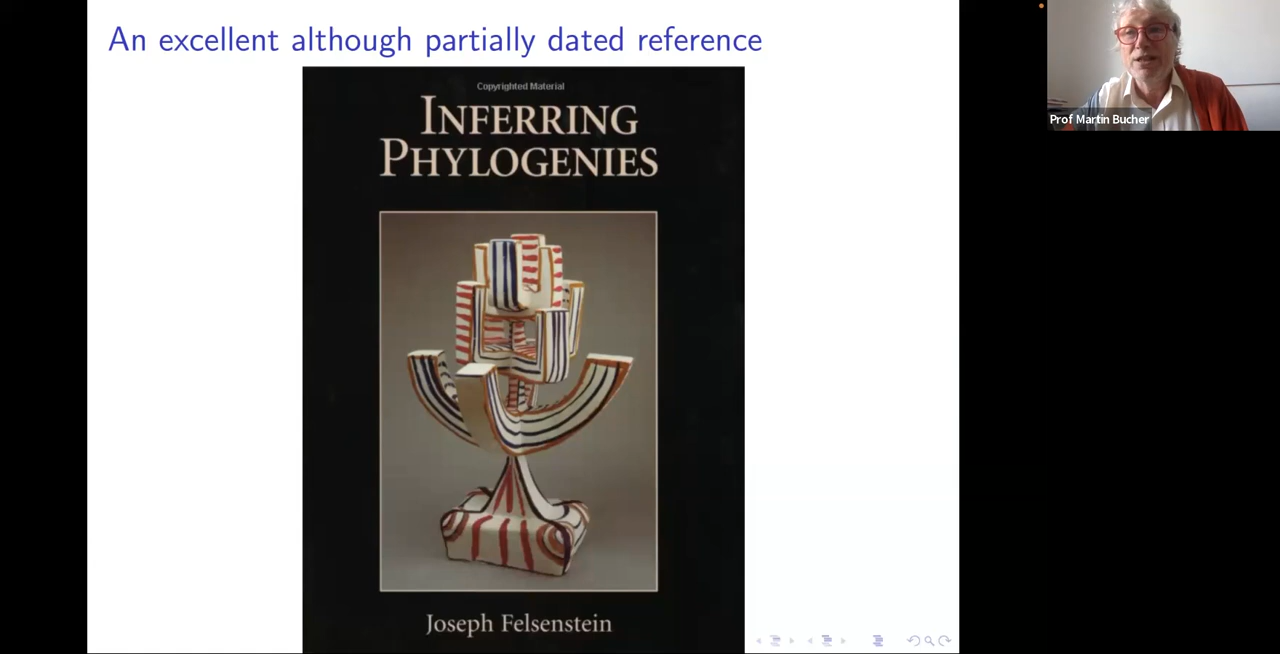 An excellent although partially dated reference
Copyrighted Material
INFERRING
PHYLOGENIES
Joseph Felsenstein
Prof Martin Bucher